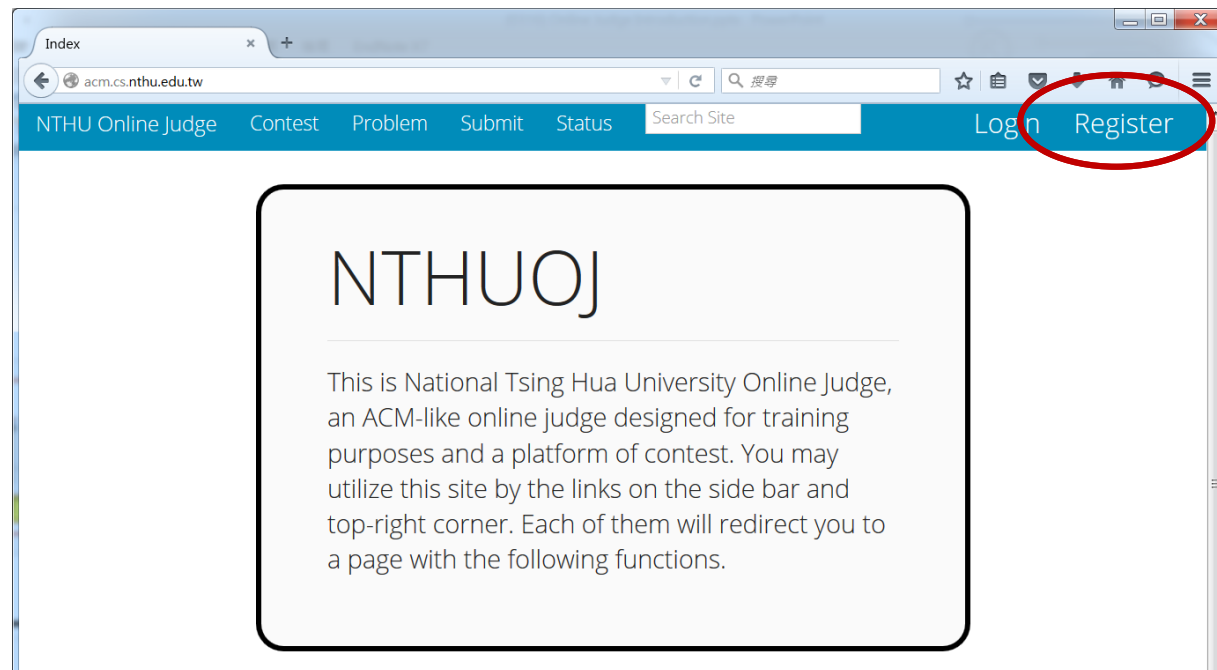 Index
acm.cs.nthu.edu.tw
搜尋
NTHU Online Judge Contest Problem Submit Status Search Site Login Register
NTHUOJ
This is National Tsing Hua University Online Judge,
an ACM-like online judge designed for training
purposes and a platform of contest. You may
utilize this site by the links on the side bar and
top-right corner. Each of them will redirect you to
a page with the following functions.